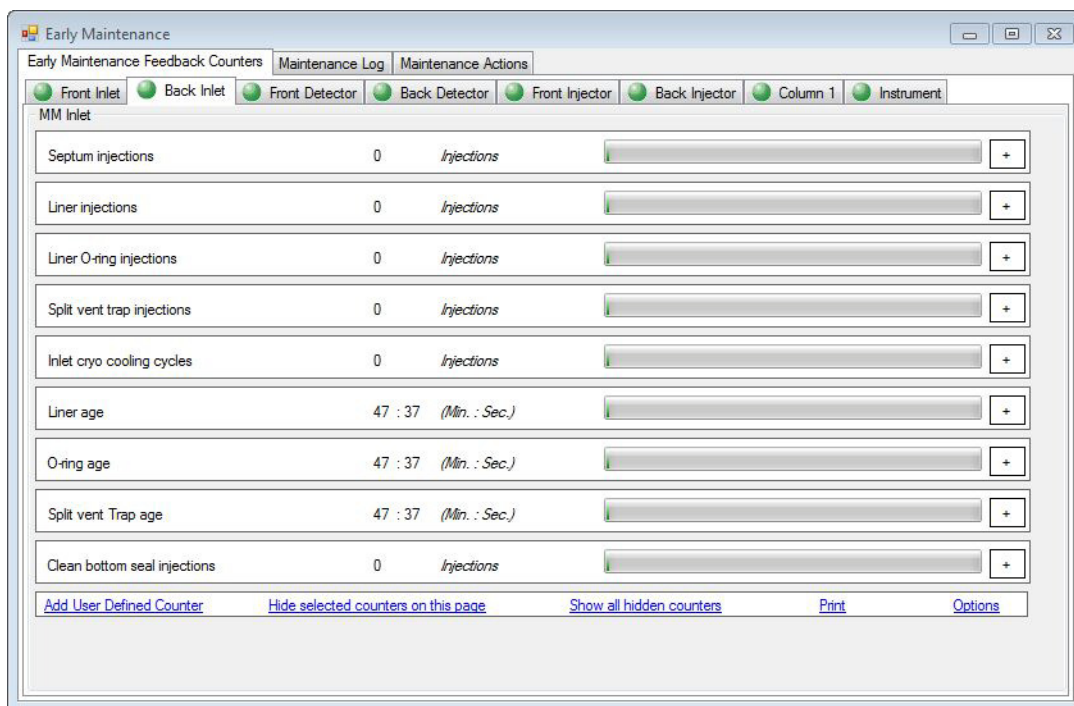 Early Maintenance
Early Maintenance Feedback Counters Maintenance Log Maintenance Actions
Front Inlet Back Inlet Front Detector Back Detector Front Injector Back Injector Column 1 Instrument
MM Inlet
Septum injections 0 Injections +
Liner injections 0 Injections +
Liner O-ring injections 0 Injections +
Split vent trap injections 0 Injections +
Inlet cryo cooling cycles 0 Injections +
Liner age 47 : 37 (Min. : Sec.) +
O-ring age 47 : 37 (Min. : Sec.) +
Split vent Trap age 47 : 37 (Min. : Sec.) +
Clean bottom seal injections 0 Injections +
Add User Defined Counter Hide selected counters on this page Show all hidden counters Print Options